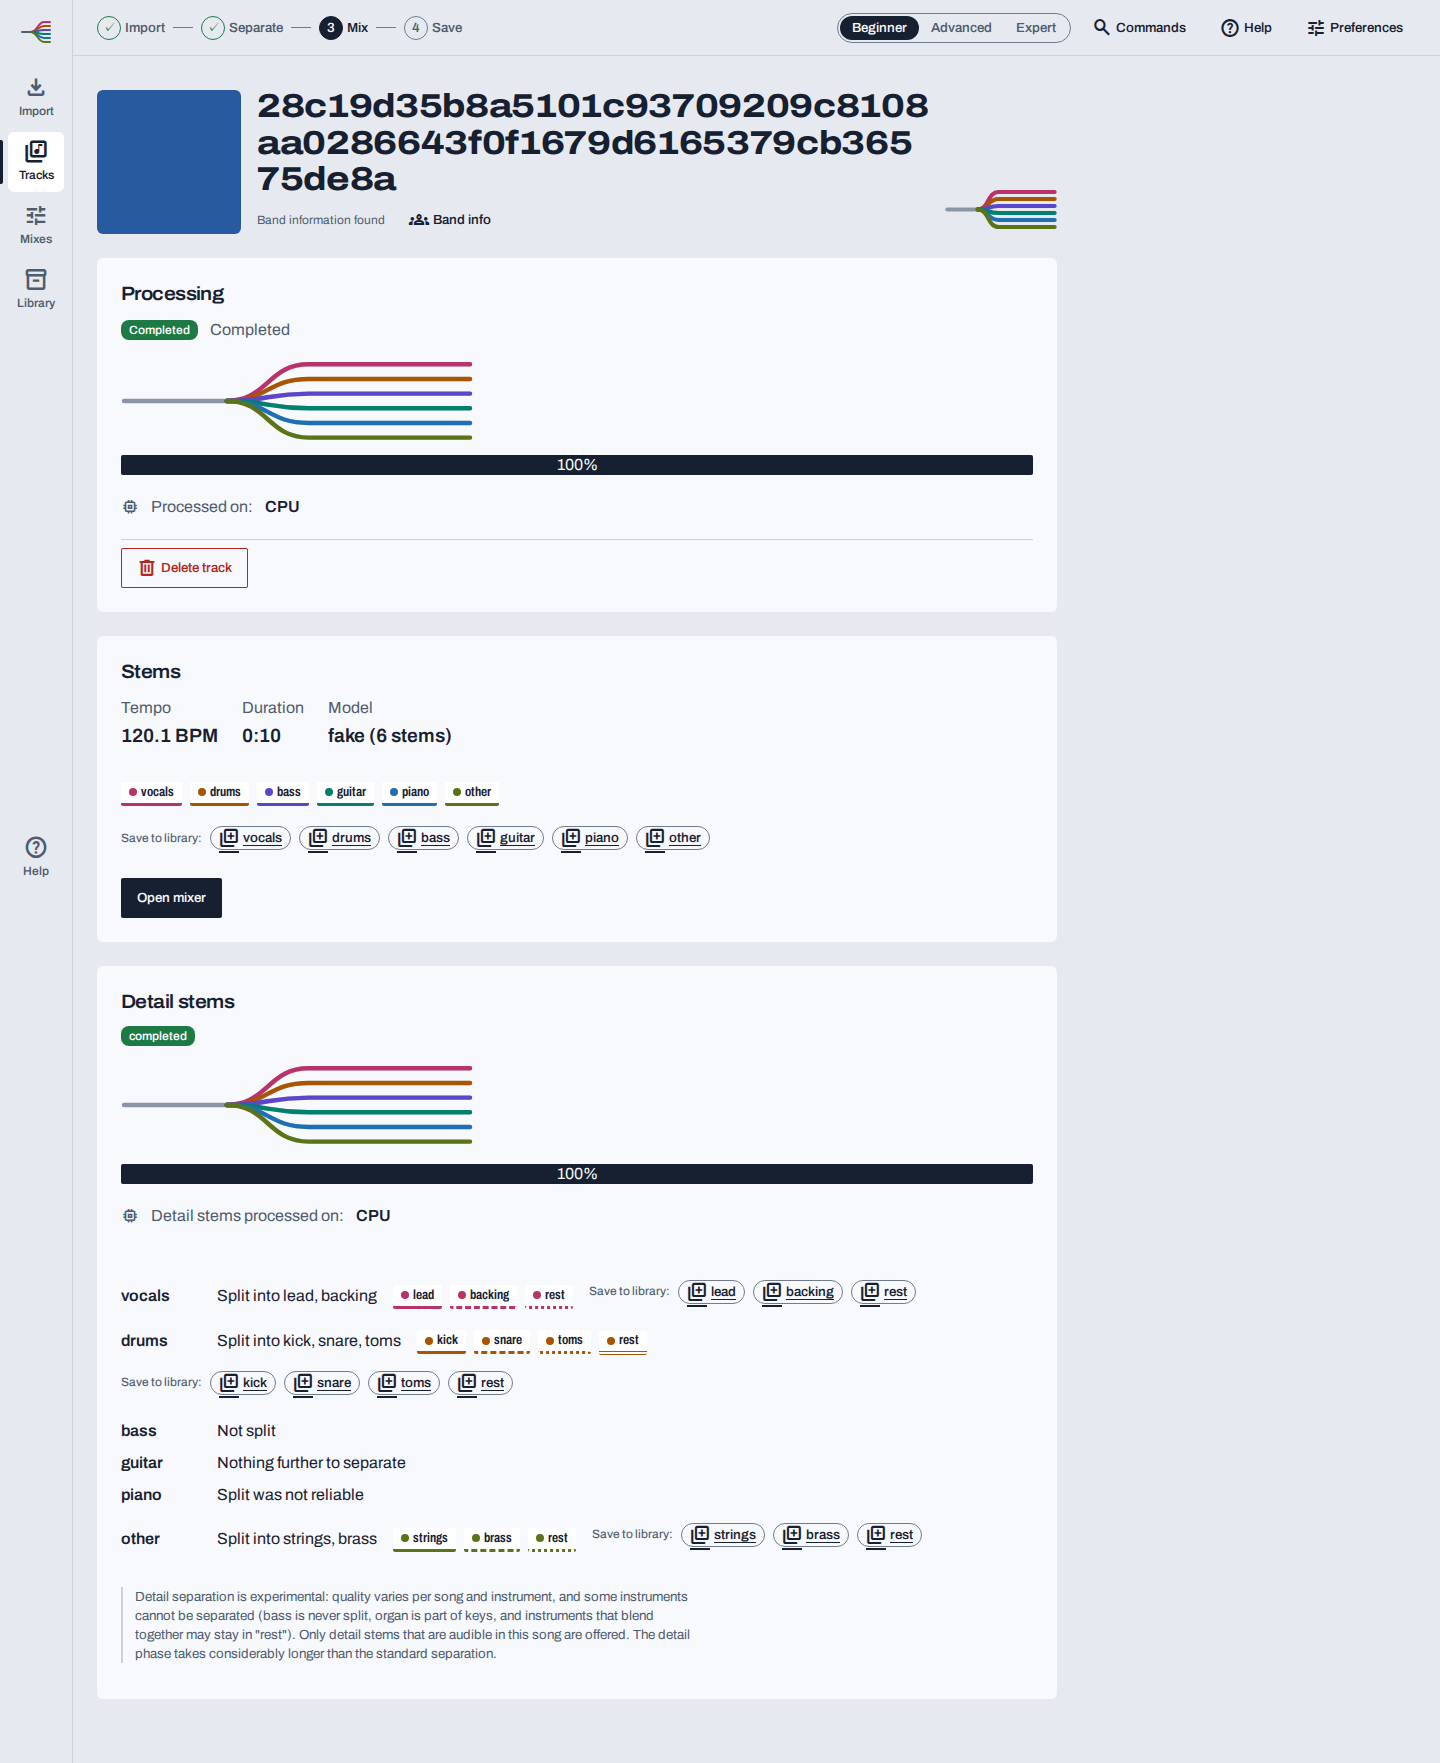 Import
Separate
3 Mix
4 Save
Beginner
Advanced
Expert
Commands
Help
Preferences
Import
Tracks
Mixes
Library
Help
28c19d35b8a5101c93709209c8108
aa0286643f0f1679d6165379cb365
75de8a
Band information found
Band info
Processing
Completed Completed
100%
Processed on: CPU
Delete track
Stems
Tempo Duration Model
120.1 BPM 0:10 fake (6 stems)
vocals drums bass guitar piano other
Save to library: vocals drums bass guitar piano other
Open mixer
Detail stems
completed
100%
Detail stems processed on: CPU
vocals Split into lead, backing lead backing rest Save to library: lead backing rest
drums Split into kick, snare, toms kick snare toms rest
Save to library: kick snare toms rest
bass Not split
guitar Nothing further to separate
piano Split was not reliable
other Split into strings, brass strings brass rest Save to library: strings brass rest
Detail separation is experimental: quality varies per song and instrument, and some instruments
cannot be separated (bass is never split, organ is part of keys, and instruments that blend
together may stay in "rest"). Only detail stems that are audible in this song are offered. The detail
phase takes considerably longer than the standard separation.